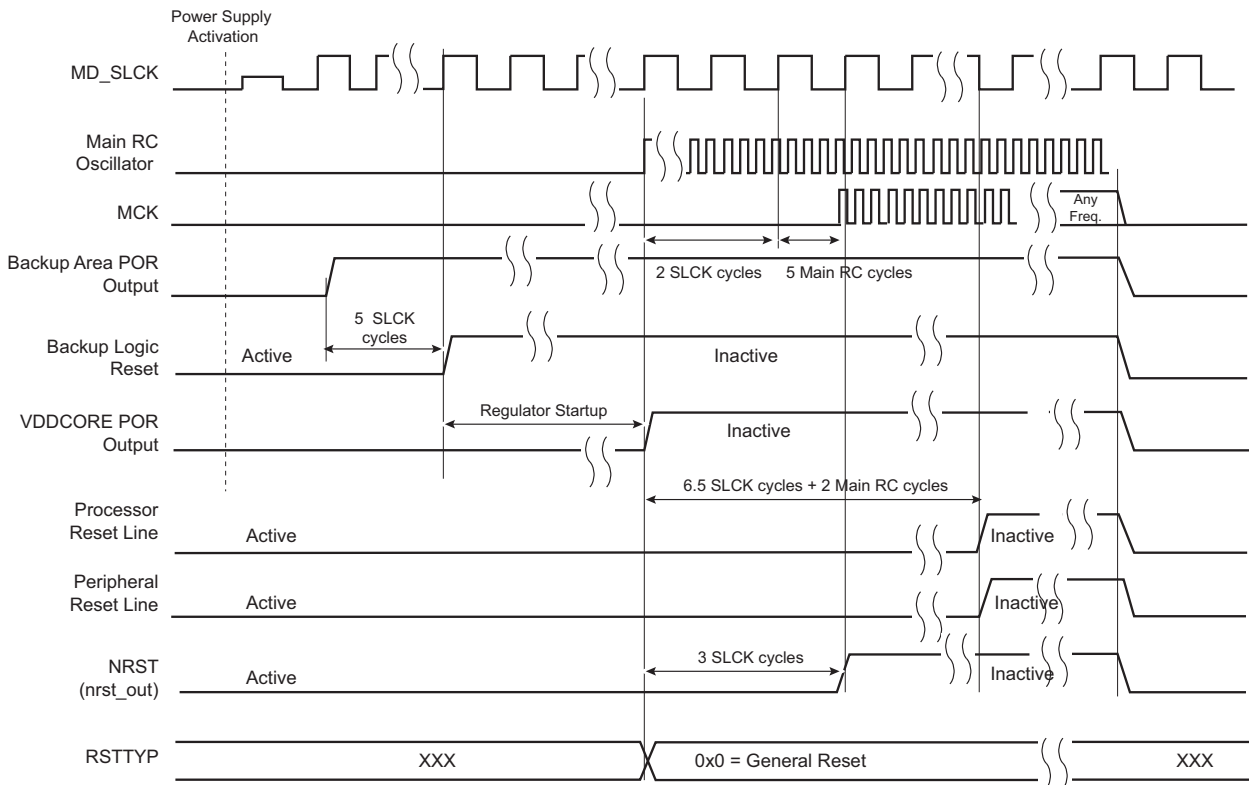 Power Supply
Activation
MD_SLCK
Main RC
Oscillator
MCK
Any
Freq.
2 SLCK cycles
5 Main RC cycles
Backup Area POR
Output
5 SLCK
cycles
Backup Logic
Reset
Active
Inactive
Regulator Startup
VDDCORE POR
Output
Inactive
6.5 SLCK cycles + 2 Main RC cycles
Processor
Reset Line
Active
Inactive
Peripheral
Reset Line
Active
Inactive
3 SLCK cycles
NRST
(nrst_out)
Active
Inactive
RSTTYP
XXX
0x0 = General Reset
XXX